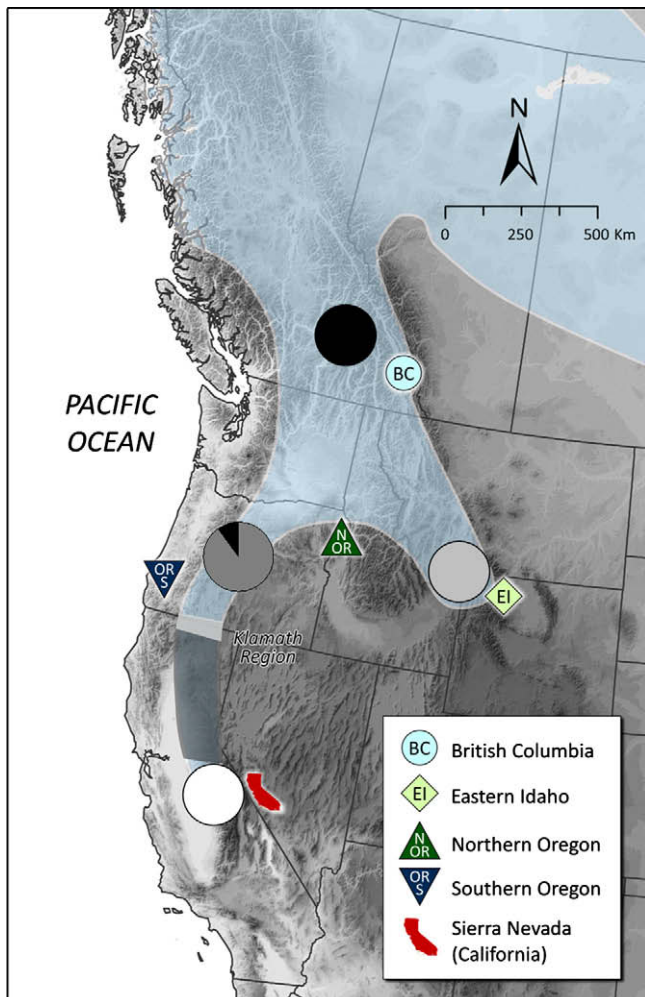 N
0 250 500 Km
BC
PACIFIC
OCEAN
N
OR
OR
S
EI
Klamath
Region
BC British Columbia
EI Eastern Idaho
N
OR Northern Oregon
OR
S Southern Oregon
Sierra Nevada
(California)